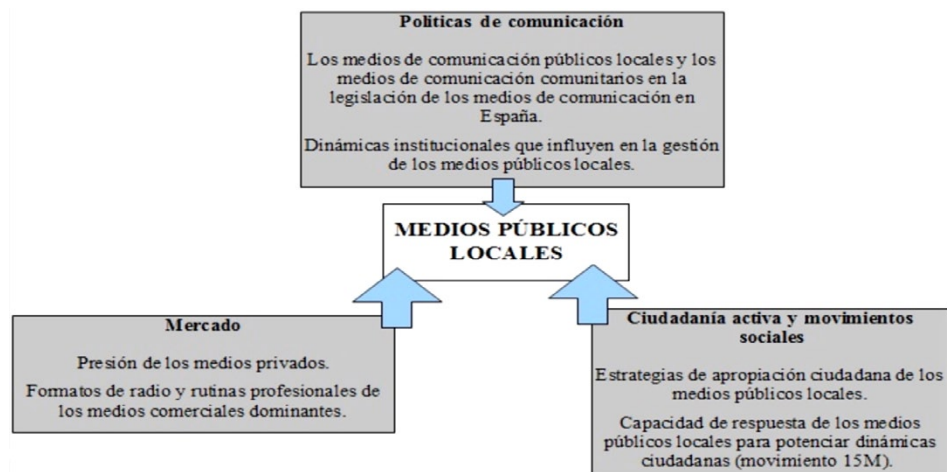 Políticas de comunicación
Los medios de comunicación públicos locales y los
medios de comunicación comunitarios en la
legislación de los medios de comunicación en
España.
Dinámicas institucionales que influyen en la gestión
de los medios públicos locales.
MEDIOS PÚBLICOS
LOCALES
Mercado
Presión de los medios privados.
Formatos de radio y rutinas profesionales de
los medios comerciales dominantes.
Ciudadanía activa y movimientos
sociales
Estrategias de apropiación ciudadana de los
medios públicos locales.
Capacidad de respuesta de los medios
públicos locales para potenciar dinámicas
ciudadanas (movimiento 15M).